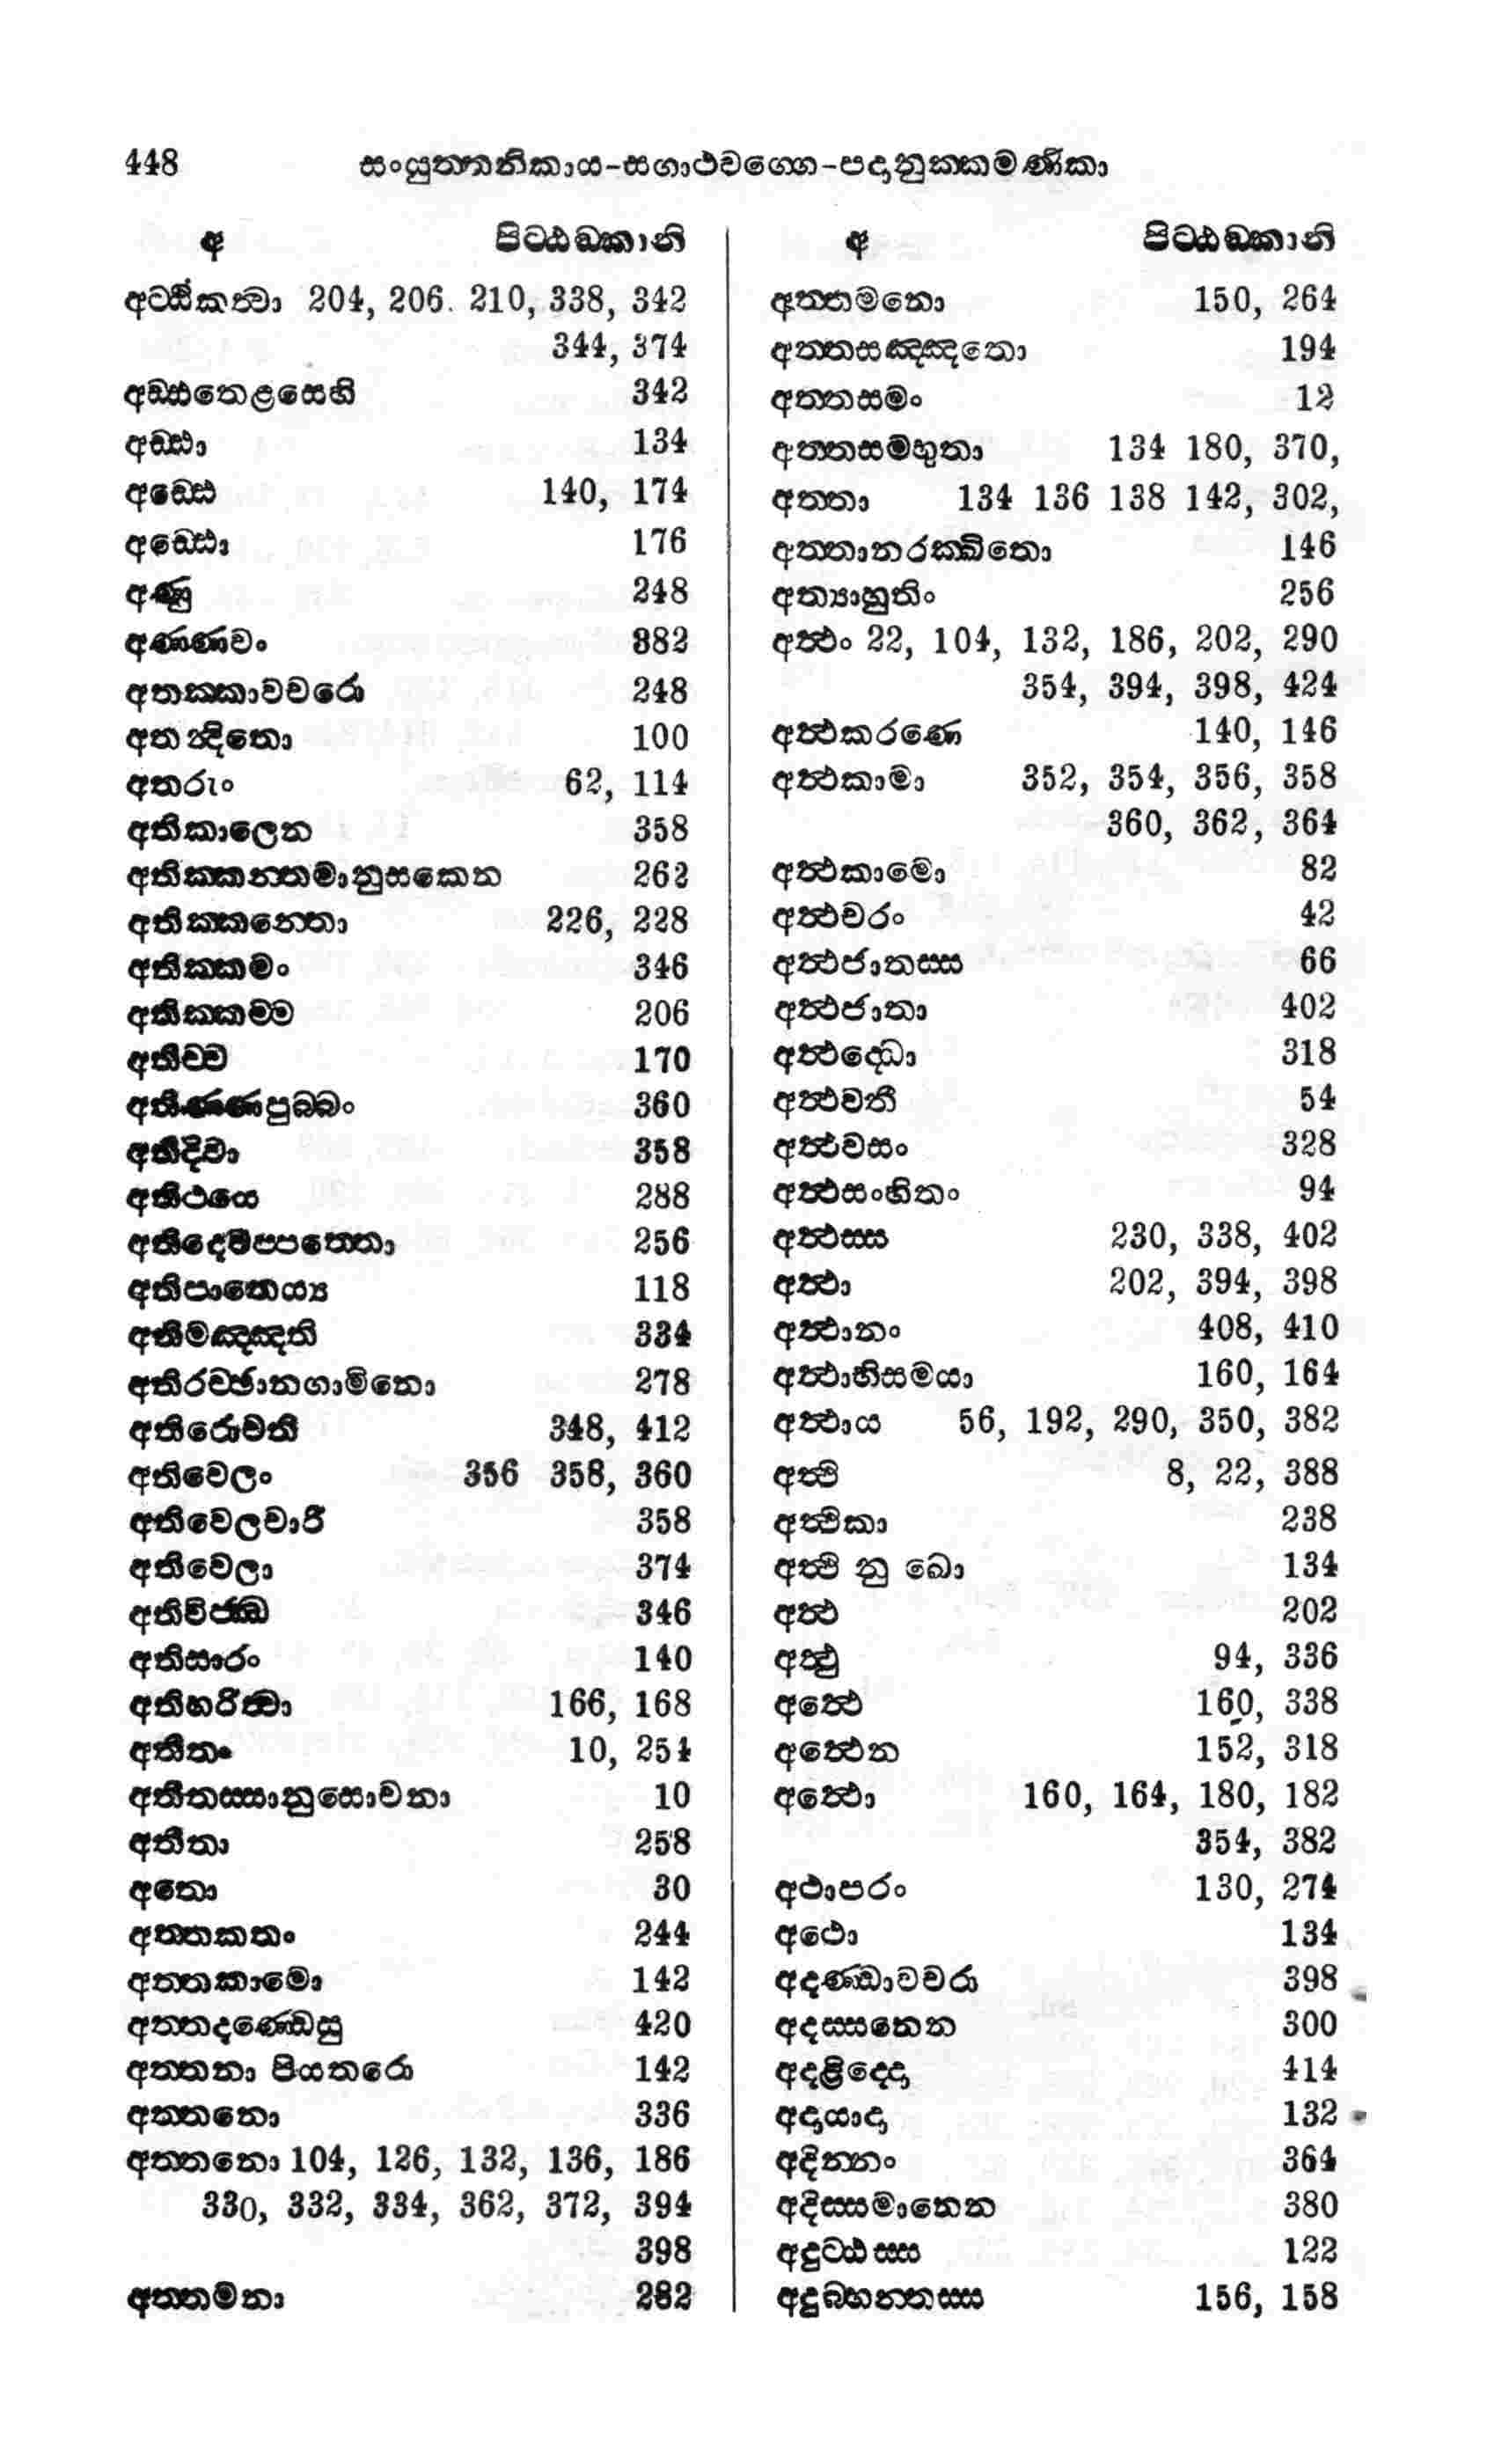 448 සංයුත්තනිකාය-සගාථවග්ගෙ-පදානුක්කමණිකා
අ පිට්ඨඞ්කානි
අට්ඨිකත්වා 204, 206. 210, 338, 342
344, 374
අඩ්ඪතෙළසෙහි 342
අඩ්ඪා 134
අඩ්ඪෙ 140, 174
අඩ්ඪො 176
අණු 248
අණ්ණවං 382
අතක්කාවචරො 248
අතන්දිතො 100
අතරුං 62, 114
අතිකාලෙන 358
අතික්කන්තමානුසකෙන 262
අතික්කන්තො 226, 228
අතික්කමං 346
අතික්කම්ම 206
අතිච්ච 170
අතිණ්ණපුබ්බං 360
අතිදිවා 358
අතිථයෙ 288
අතිදෙවප්පත්තො 256
අතිපාතෙය්‍ය 118
අතිමඤ්ඤති 334
අතිරච්ඡානගාමිනො 278
අතිරොචති 348, 412
අතිවෙලං 356 358, 360
අතිවෙලචාරී 358
අතිවෙලා 374
අතිවිජ්ඣ 346
අතිසාරං 140
අතිහරිත්වා 166, 168
අතීතං 10, 254
අතීතස්සානුසොචනා 10
අතීතා 258
අතො 30
අත්තකතං 244
අත්තකාමො 142
අත්තදණ්ඩෙසු 420
අත්තනා පියතරො 142
අත්තනො 336
අත්තනො 104, 126, 132, 136, 186
330, 332, 334, 362, 372, 394
398
අත්තමනා 282
අ පිට්ඨඞ්කානි
අත්තමනො 150, 264
අත්තසඤ්ඤතො 194
අත්තසමං 12
අත්තසම්භූතා 134 180, 370,
අත්තා 134 136 138 142, 302,
අත්තානරක්ඛිතො 146
අත්‍යාහුතිං 256
අත්ථං 22, 104, 132, 186, 202, 290
354, 394, 398, 424
අත්ථකරණෙ 140, 146
අත්ථකාමා 352, 354, 356, 358
360, 362, 364
අත්ථකාමො 82
අත්ථචරං 42
අත්ථජාතස්ස 66
අත්ථජාතා 402
අත්ථද්ධො 318
අත්ථවතී 54
අත්ථවසං 328
අත්ථසංහිතං 94
අත්ථස්ස 230, 338, 402
අත්ථා 202, 394, 398
අත්ථානං 408, 410
අත්ථාභිසමයා 160, 164
අත්ථාය 56, 192, 290, 350, 382
අත්ථි 8, 22, 388
අත්ථිකා 238
අත්ථි නු ඛො 134
අත්ථ 202
අත්ථු 94, 336
අත්ථෙ 160, 338
අත්ථෙන 152, 318
අත්ථො 160, 164, 180, 182
354, 382
අථාපරං 130, 274
අථො 134
අදණ්ඩාවචරා 398
අදස්සනෙන 300
අදළිද්දො 414
අදායාදා 132
අදින්නං 364
අදිස්සමානෙන 380
අදුට්ඨස්ස 122
අදුබ්භන්තස්ස 156, 158